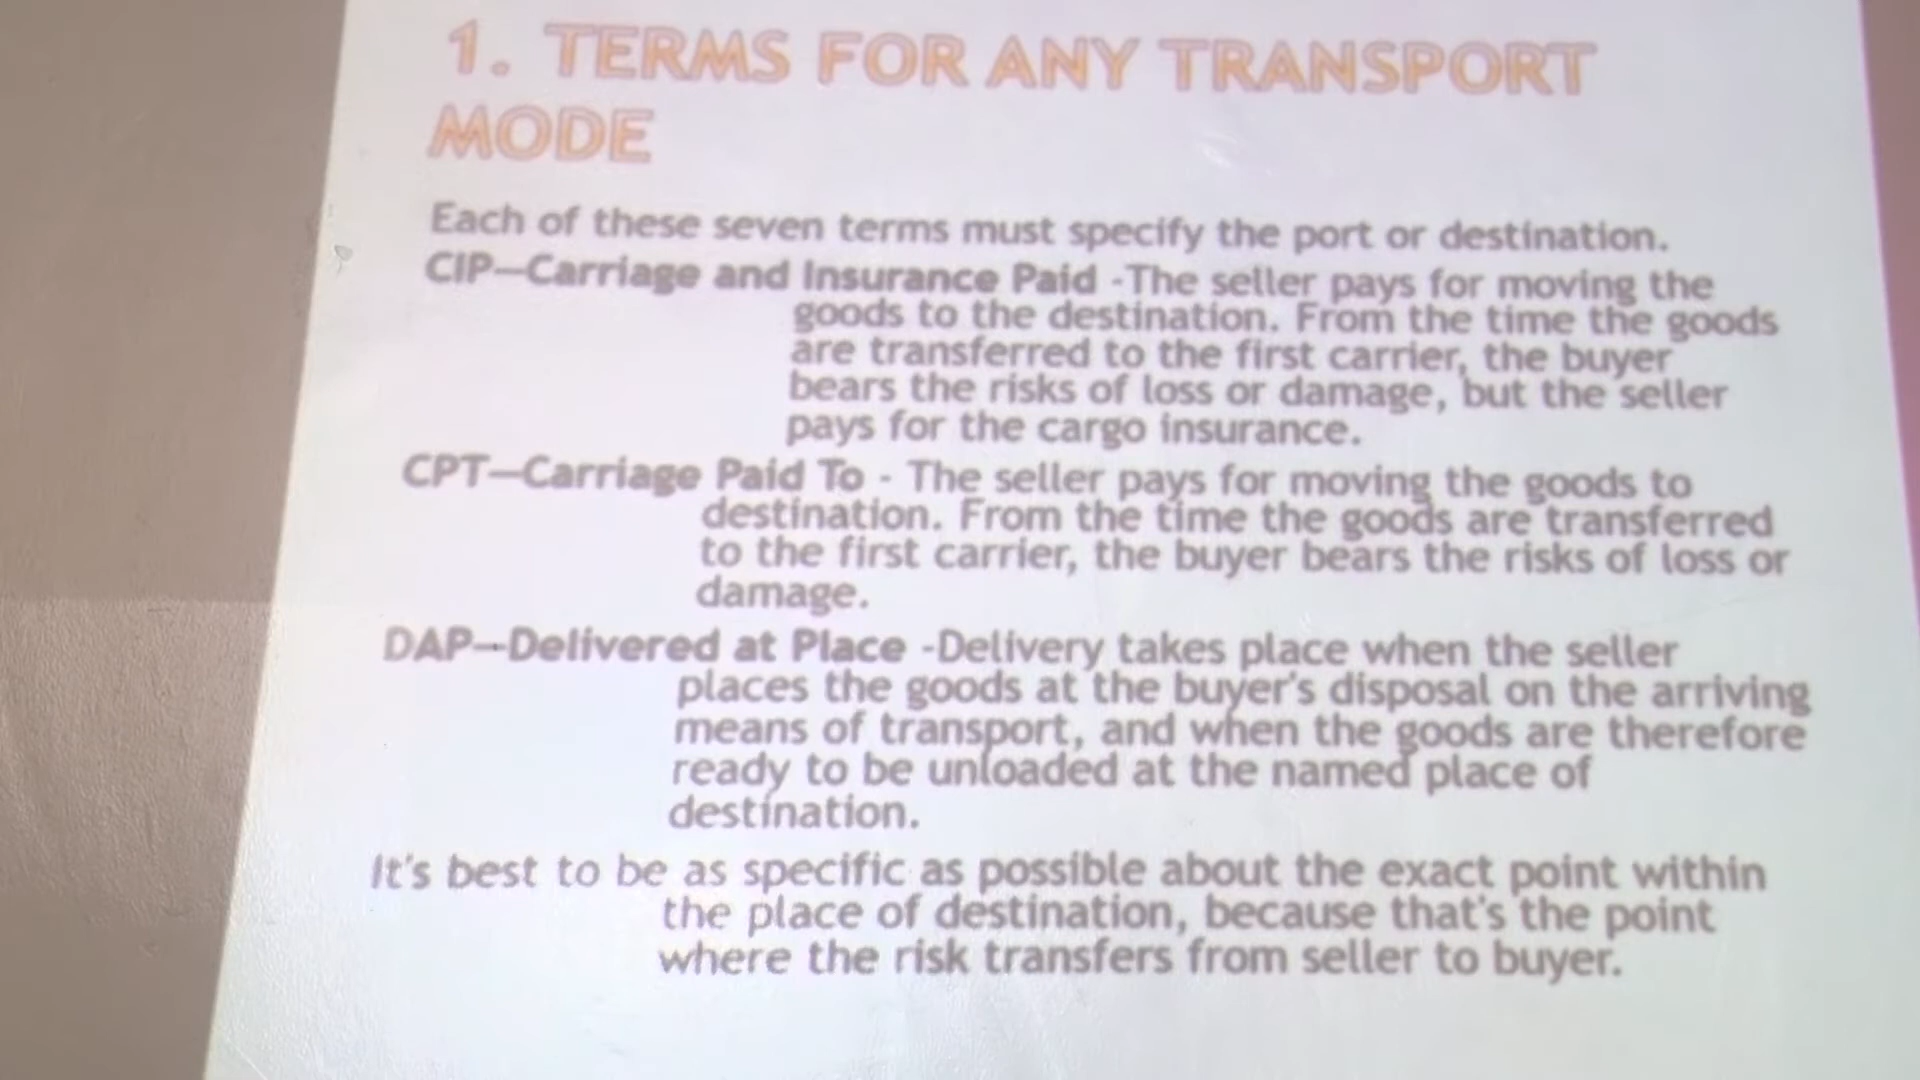 1. TERMS FOR ANY TRANSPORT
MODE
Each of these seven terms must specify the port or destination.
CIP—Carriage and Insurance Paid -The seller pays for moving the
goods to the destination. From the time the goods
are transferred to the first carrier, the buyer
bears the risks of loss or damage, but the seller
pays for the cargo insurance.
CPT—Carriage Paid To - The seller pays for moving the goods to
destination. From the time the goods are transferred
to the first carrier, the buyer bears the risks of loss or
damage.
DAP—Delivered at Place -Delivery takes place when the seller
places the goods at the buyer's disposal on the arriving
means of transport, and when the goods are therefore
ready to be unloaded at the named place of
destination.
It's best to be as specific as possible about the exact point within
the place of destination, because that's the point
where the risk transfers from seller to buyer.